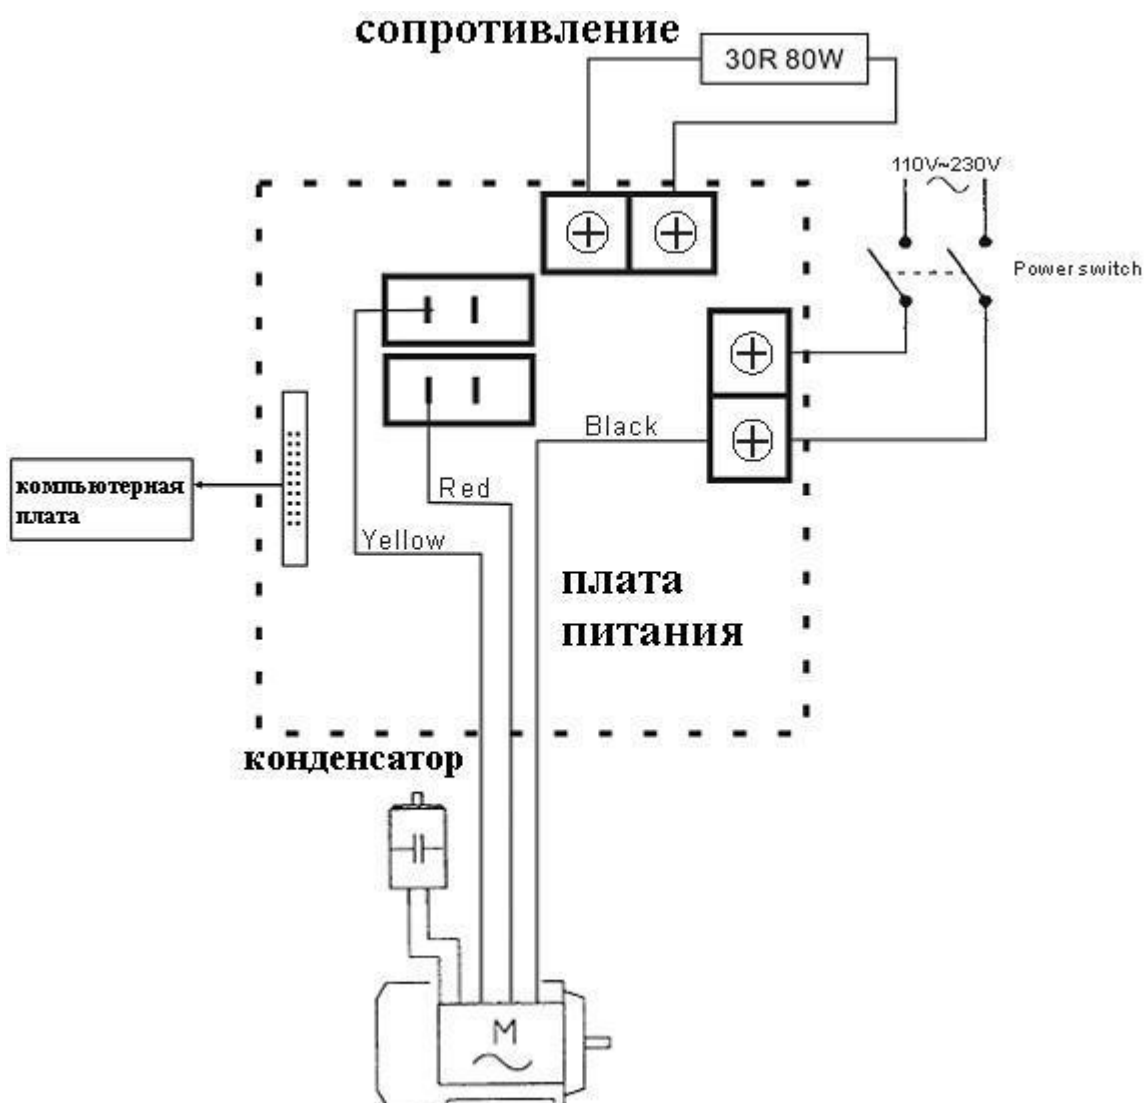 сопротивление
30R 80W
110V~230V
Power switch
Black
Red
Yellow
компьютерная
плата
плата
питания
конденсатор
M